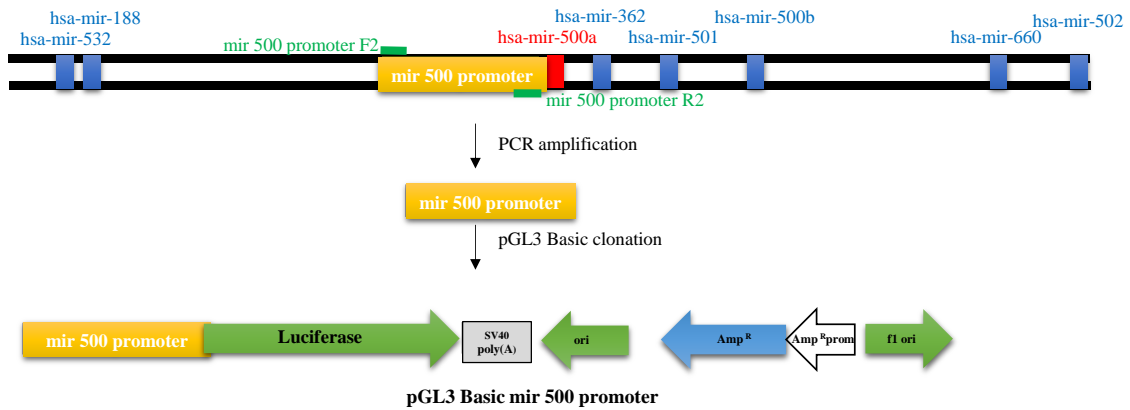 hsa-mir-188
hsa-mir-532
mir 500 promoter F2
hsa-mir-500a
hsa-mir-362
hsa-mir-501
hsa-mir-500b
hsa-mir-660
hsa-mir-502
mir 500 promoter
mir 500 promoter R2
PCR amplification
mir 500 promoter
pGL3 Basic clonation
mir 500 promoter
Luciferase
SV40
poly(A)
ori
Amp R
Amp R prom
f1 ori
pGL3 Basic mir 500 promoter